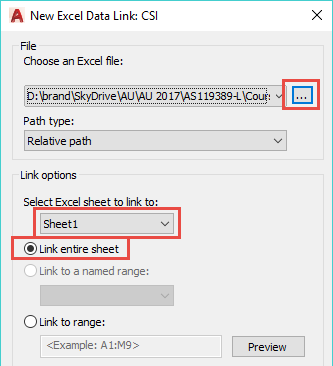 New Excel Data Link: CSI
File
Choose an Excel file:
D:\brand\SkyDrive\AU\AU 2017\AS119389-L\Cour
...
Path type:
Relative path
Link options
Select Excel sheet to link to:
Sheet1
Link entire sheet
Link to a named range:
Link to range:
<Example: A1:M9>
Preview